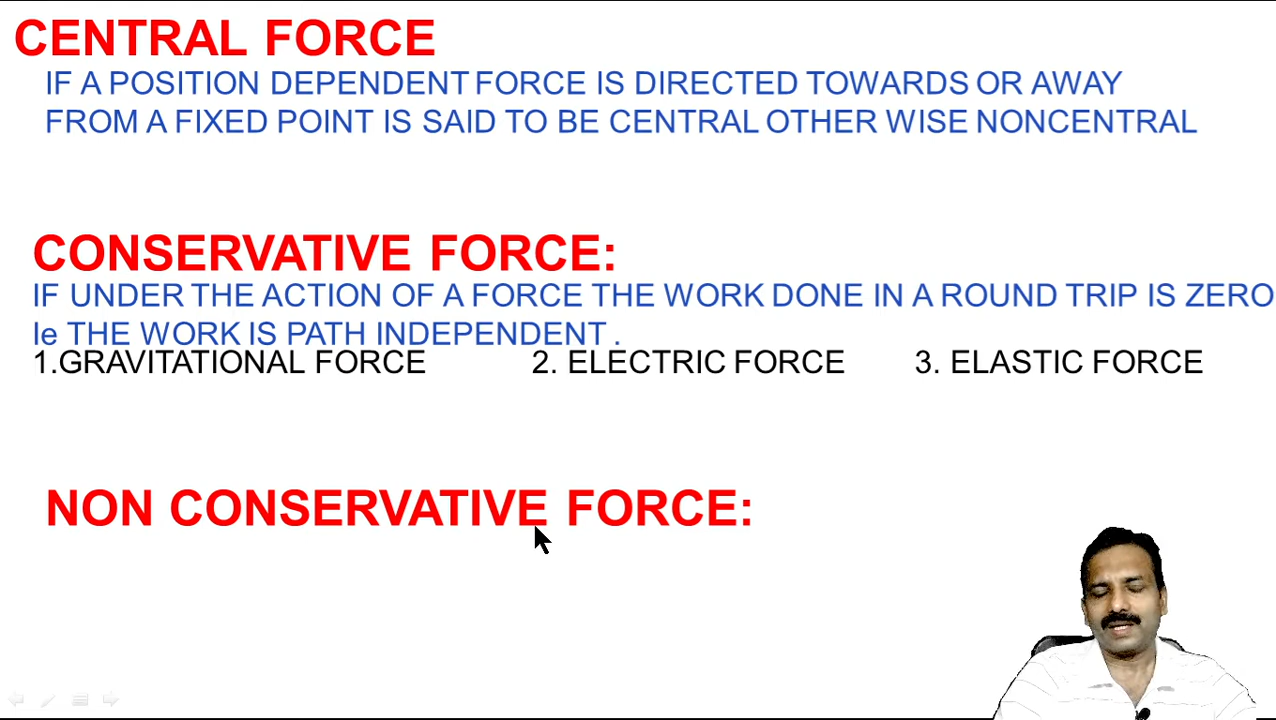 CENTRAL FORCE
IF A POSITION DEPENDENT FORCE IS DIRECTED TOWARDS OR AWAY
FROM A FIXED POINT IS SAID TO BE CENTRAL OTHER WISE NONCENTRAL
CONSERVATIVE FORCE:
IF UNDER THE ACTION OF A FORCE THE WORK DONE IN A ROUND TRIP IS ZERO
Ie THE WORK IS PATH INDEPENDENT .
1.GRAVITATIONAL FORCE 2. ELECTRIC FORCE 3. ELASTIC FORCE
NON CONSERVATIVE FORCE: